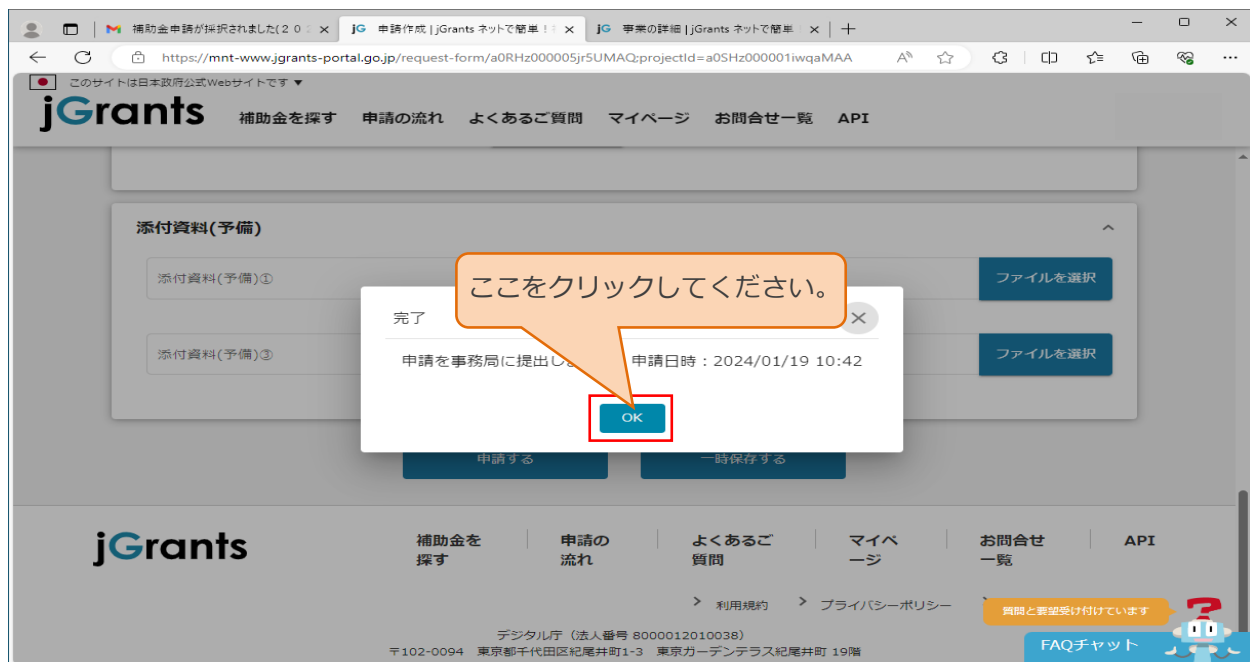 補助金申請が採択されました(２０
申請作成 | jGrants ネットで簡単！
事業の詳細 | jGrants ネットで簡単
https://mnt-www.jgrants-portal.go.jp/request-form/a0RHz000005jr5UMAQ;projectId=a0SHz000001iwqaMAA
このサイトは日本政府公式Webサイトです ▼
jGrants 補助金を探す 申請の流れ よくあるご質問 マイページ お問合せ一覧 API
添付資料(予備)
添付資料(予備)①
ファイルを選択
ここをクリックしてください。
完了
申請を事務局に提出し 申請日時：2024/01/19 10:42
添付資料(予備)③
ファイルを選択
OK
申請する
一時保存する
jGrants
補助金を
探す
申請の
流れ
よくあるご
質問
マイペ
ージ
お問合せ
一覧
API
> 利用規約 > プライバシーポリシー
質問と要望受け付けています
FAQチャット
デジタル庁（法人番号 8000012010038）
〒102-0094 東京都千代田区紀尾井町1-3 東京ガーデンテラス紀尾井町 19階